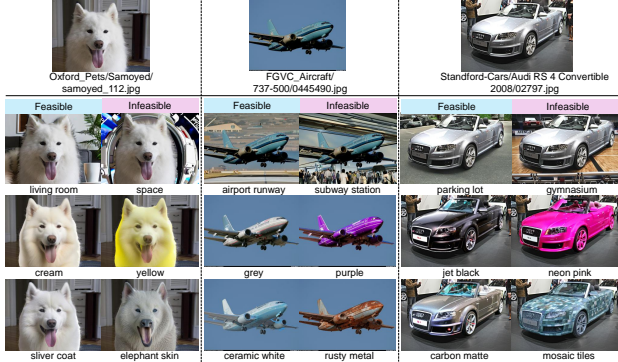 Oxford_Pets/Samoyed/
samoyed_112.jpg
FGVC_Aircraft/
737-500/0445490.jpg
Standford-Cars/Audi RS 4 Convertible
2008/02797.jpg
Feasible Infeasible Feasible Infeasible Feasible Infeasible
living room space airport runway subway station parking lot gymnasium
cream yellow grey purple jet black neon pink
sliver coat elephant skin ceramic white rusty metal carbon matte mosaic tiles